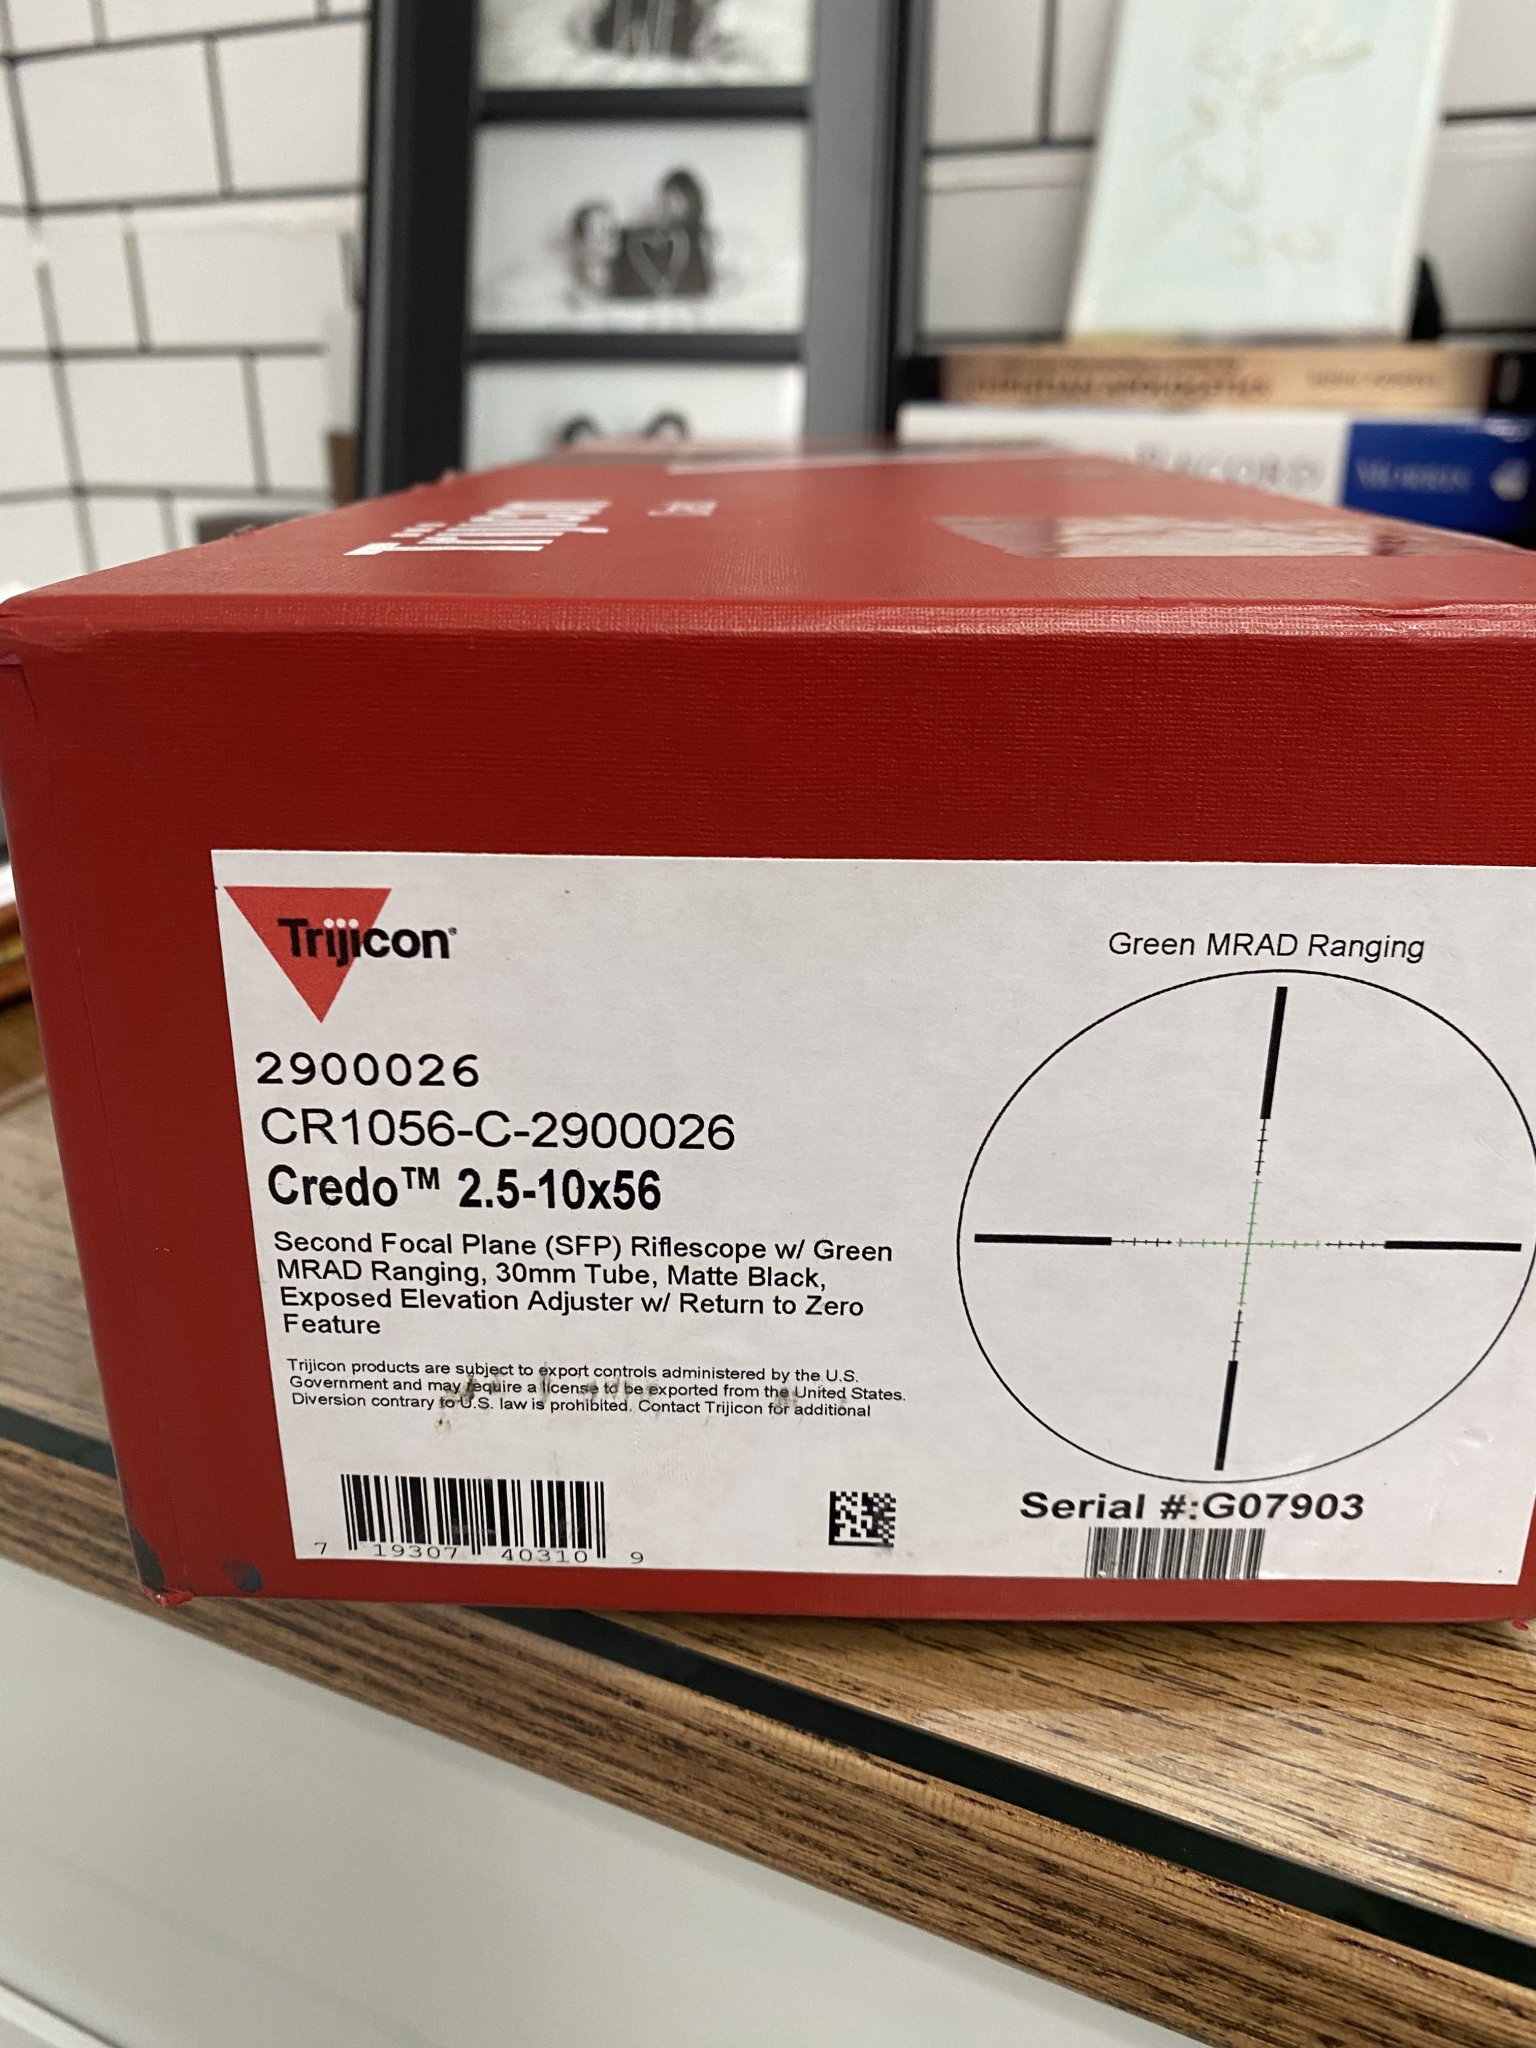 Trijicon
Trijicon®
2900026
CR1056-C-2900026
Credo™ 2.5-10x56
Second Focal Plane (SFP) Riflescope w/ Green
MRAD Ranging, 30mm Tube, Matte Black,
Exposed Elevation Adjuster w/ Return to Zero
Feature
Trijicon products are subject to export controls administered by the U.S.
Government and may require a license to be exported from the United States.
Diversion contrary to U.S. law is prohibited. Contact Trijicon for additional
7 19307 40310 9
Green MRAD Ranging
Serial #:G07903